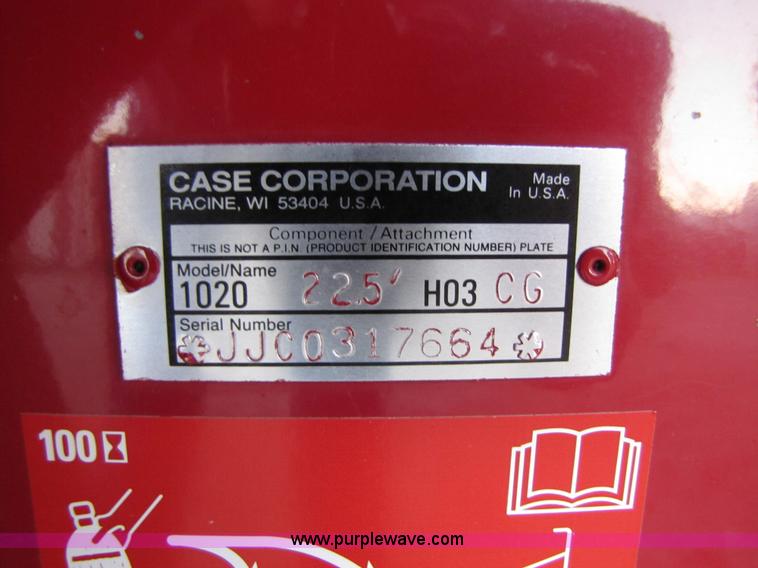 CASE CORPORATION
Made
In U.S.A.
RACINE, WI 53404 U.S.A.
Component/Attachment
THIS IS NOT A P.I.N. (PRODUCT IDENTIFICATION NUMBER) PLATE
Model/Name
1020 22.5' H03 CG
Serial Number
*JJC0317664*
100
www.purplewave.com